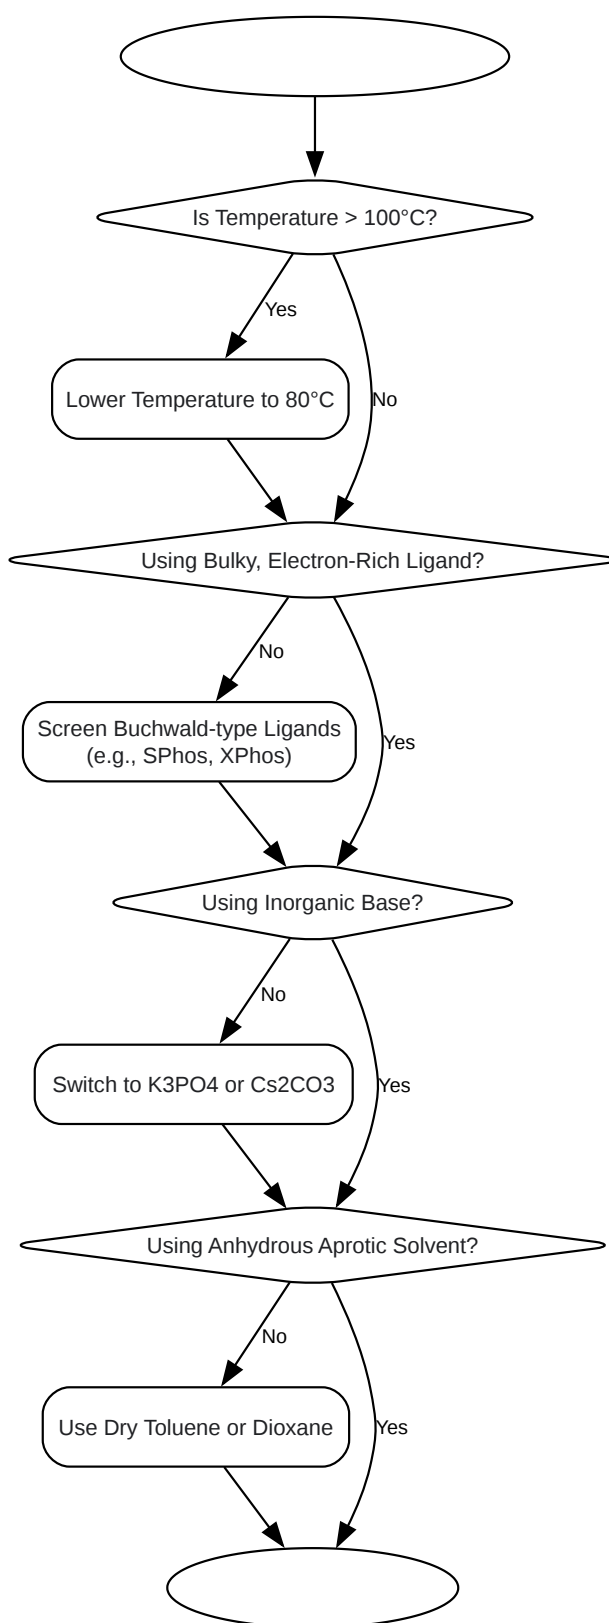 Is Temperature > 100°C?
Yes
Lower Temperature to 80°C
No
Using Bulky, Electron-Rich Ligand?
No
Screen Buchwald-type Ligands
(e.g., SPhos, XPhos)
Yes
Using Inorganic Base?
No
Switch to K3PO4 or Cs2CO3
Yes
Using Anhydrous Aprotic Solvent?
No
Use Dry Toluene or Dioxane
Yes